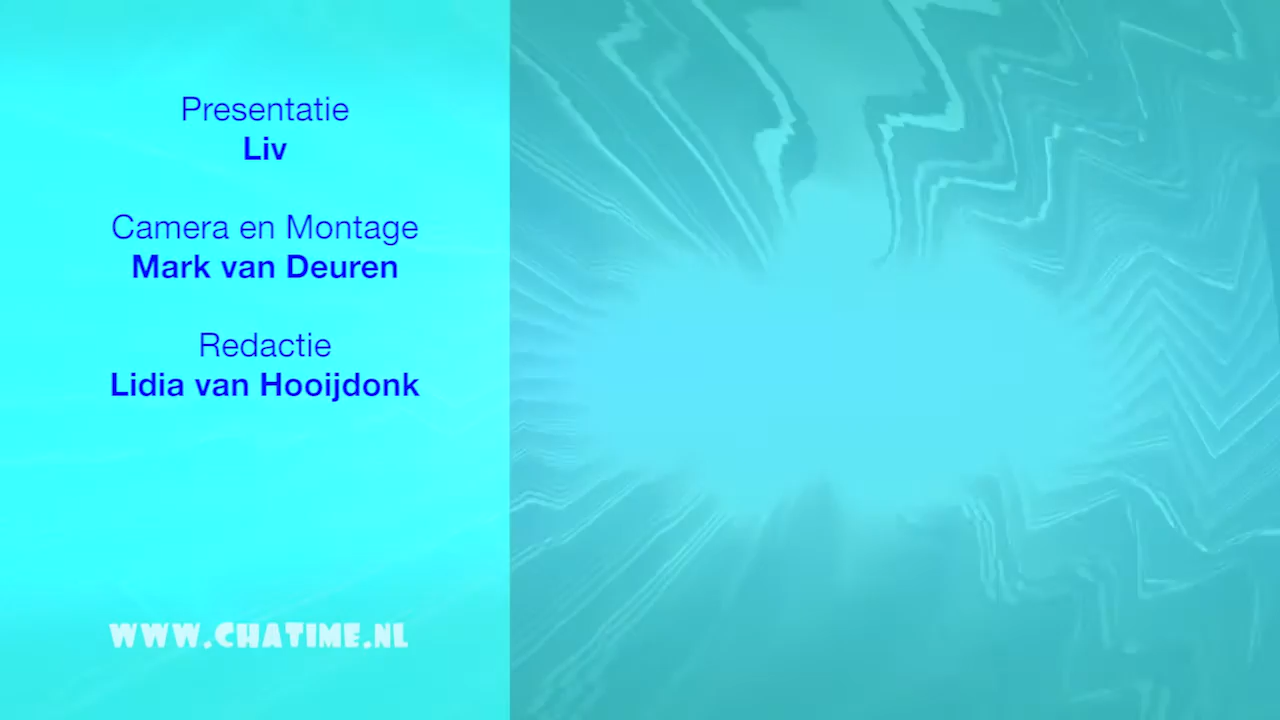 Presentatie
Liv
Camera en Montage
Mark van Deuren
Redactie
Lidia van Hooijdonk
WWW.CHATIME.NL